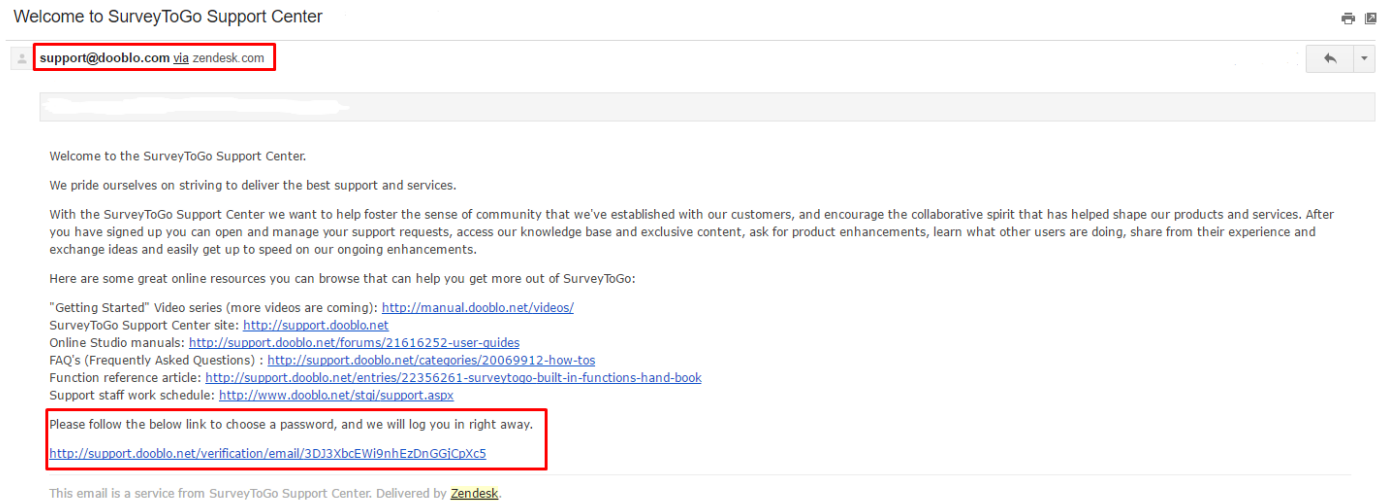 Welcome to SurveyToGo Support Center
support@dooblo.com via zendesk.com
Welcome to the SurveyToGo Support Center.
We pride ourselves on striving to deliver the best support and services.
With the SurveyToGo Support Center we want to help foster the sense of community that we've established with our customers, and encourage the collaborative spirit that has helped shape our products and services. After
you have signed up you can open and manage your support requests, access our knowledge base and exclusive content, ask for product enhancements, learn what other users are doing, share from their experience and
exchange ideas and easily get up to speed on our ongoing enhancements.
Here are some great online resources you can browse that can help you get more out of SurveyToGo:
"Getting Started" Video series (more videos are coming): http://manual.dooblo.net/videos/
SurveyToGo Support Center site: http://support.dooblo.net
Online Studio manuals: http://support.dooblo.net/forums/21616252-user-guides
FAQ's (Frequently Asked Questions) : http://support.dooblo.net/categories/20069912-how-tos
Function reference article: http://support.dooblo.net/entries/22356261-surveytogo-built-in-functions-hand-book
Support staff work schedule: http://www.dooblo.net/stgi/support.aspx
Please follow the below link to choose a password, and we will log you in right away.
http://support.dooblo.net/verification/email/3DJ3XbcEWi9nhEzDnGGjCpXc5
This email is a service from SurveyToGo Support Center. Delivered by Zendesk.